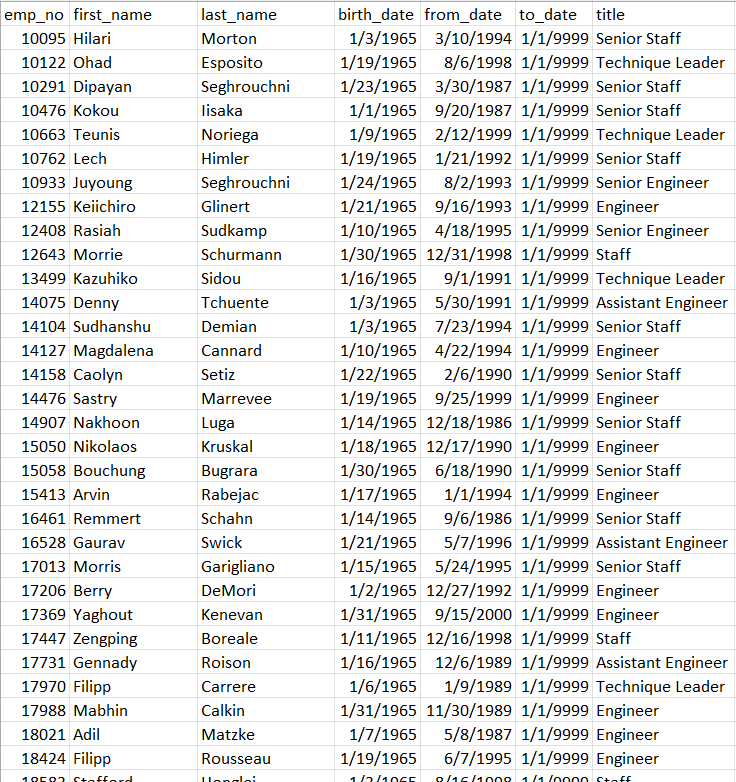 emp_no first_name last_name birth_date from_date to_date title
10095 Hilari Morton 1/3/1965 3/10/1994 1/1/9999 Senior Staff
10122 Ohad Esposito 1/19/1965 8/6/1998 1/1/9999 Technique Leader
10291 Dipayan Seghrouchni 1/23/1965 3/30/1987 1/1/9999 Senior Staff
10476 Kokou Iisaka 1/1/1965 9/20/1987 1/1/9999 Senior Staff
10663 Teunis Noriega 1/9/1965 2/12/1999 1/1/9999 Technique Leader
10762 Lech Himler 1/19/1965 1/21/1992 1/1/9999 Senior Staff
10933 Juyoung Seghrouchni 1/24/1965 8/2/1993 1/1/9999 Senior Engineer
12155 Keiichiro Glinert 1/21/1965 9/16/1993 1/1/9999 Engineer
12408 Rasiah Sudkamp 1/10/1965 4/18/1995 1/1/9999 Senior Engineer
12643 Morrie Schurmann 1/30/1965 12/31/1998 1/1/9999 Staff
13499 Kazuhiko Sidou 1/16/1965 9/1/1991 1/1/9999 Technique Leader
14075 Denny Tchuente 1/3/1965 5/30/1991 1/1/9999 Assistant Engineer
14104 Sudhanshu Demian 1/3/1965 7/23/1994 1/1/9999 Senior Staff
14127 Magdalena Cannard 1/10/1965 4/22/1994 1/1/9999 Engineer
14158 Caolyn Setiz 1/22/1965 2/6/1990 1/1/9999 Senior Staff
14476 Sastry Marrevee 1/19/1965 9/25/1999 1/1/9999 Engineer
14907 Nakhoon Luga 1/14/1965 12/18/1986 1/1/9999 Senior Staff
15050 Nikolaos Kruskal 1/18/1965 12/17/1990 1/1/9999 Engineer
15058 Bouchung Bugrara 1/30/1965 6/18/1990 1/1/9999 Senior Staff
15413 Arvin Rabejac 1/17/1965 1/1/1994 1/1/9999 Engineer
16461 Remmert Schahn 1/14/1965 9/6/1986 1/1/9999 Senior Staff
16528 Gaurav Swick 1/21/1965 5/7/1996 1/1/9999 Assistant Engineer
17013 Morris Garigliano 1/15/1965 5/24/1995 1/1/9999 Senior Staff
17206 Berry DeMori 1/2/1965 12/27/1992 1/1/9999 Engineer
17369 Yaghout Kenevan 1/31/1965 9/15/2000 1/1/9999 Engineer
17447 Zengping Boreale 1/11/1965 12/16/1998 1/1/9999 Staff
17731 Gennady Roison 1/16/1965 12/6/1989 1/1/9999 Assistant Engineer
17970 Filipp Carrere 1/6/1965 1/9/1989 1/1/9999 Technique Leader
17988 Mabhin Calkin 1/31/1965 11/30/1989 1/1/9999 Engineer
18021 Adil Matzke 1/7/1965 5/8/1987 1/1/9999 Engineer
18424 Filipp Rousseau 1/19/1965 6/7/1995 1/1/9999 Engineer